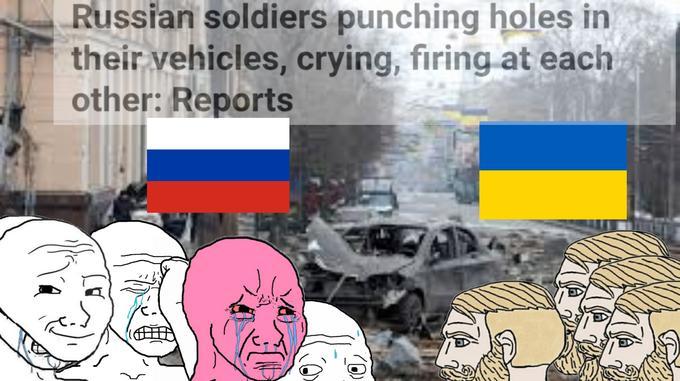 Russian soldiers punching holes in
their vehicles, crying, firing at each
other: Reports